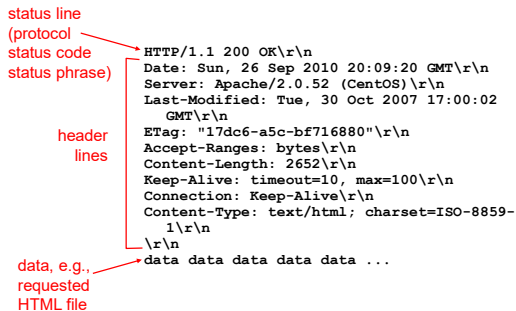 status line
(protocol
status code
status phrase)
HTTP/1.1 200 OK\r\n
Date: Sun, 26 Sep 2010 20:09:20 GMT\r\n
Server: Apache/2.0.52 (CentOS)\r\n
Last-Modified: Tue, 30 Oct 2007 17:00:02
GMT\r\n
ETag: "17dc6-a5c-bf716880"\r\n
Accept-Ranges: bytes\r\n
Content-Length: 2652\r\n
Keep-Alive: timeout=10, max=100\r\n
Connection: Keep-Alive\r\n
Content-Type: text/html; charset=ISO-8859-
1\r\n
\r\n
data data data data data ...
header
lines
data, e.g.,
requested
HTML file